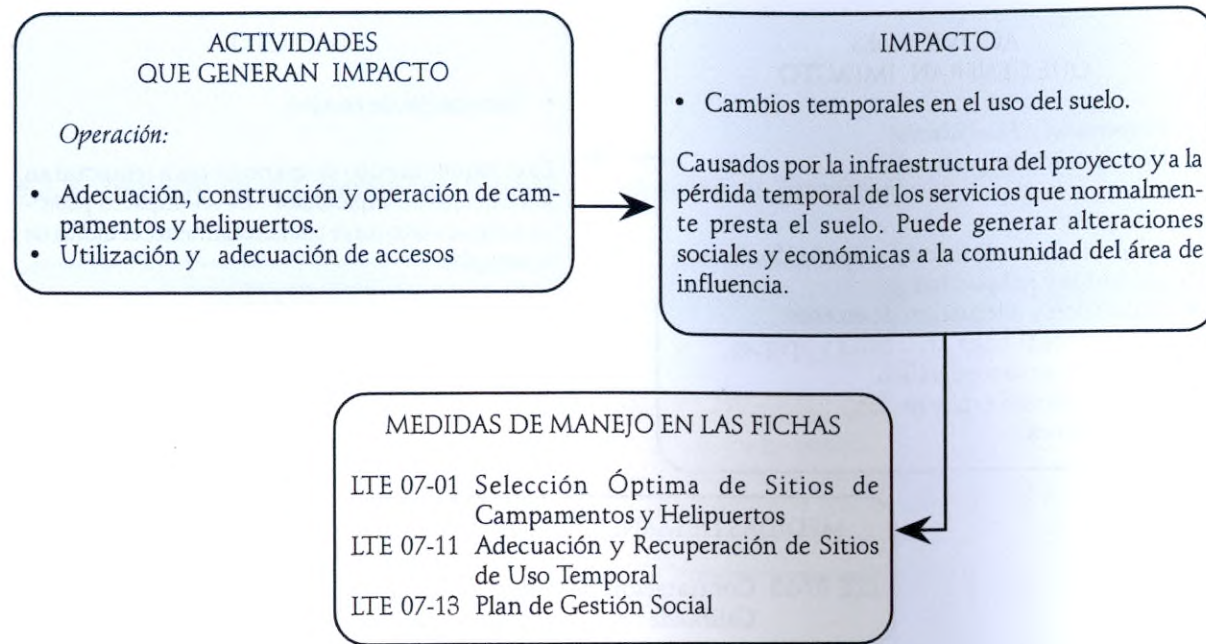 ACTIVIDADES
QUE GENERAN IMPACTO
Operación:
• Adecuación, construcción y operación de cam-
pamentos y helipuertos.
• Utilización y adecuación de accesos
IMPACTO
• Cambios temporales en el uso del suelo.
Causados por la infraestructura del proyecto y a la
pérdida temporal de los servicios que normalmen-
te presta el suelo. Puede generar alteraciones
sociales y económicas a la comunidad del área de
influencia.
MEDIDAS DE MANEJO EN LAS FICHAS
LTE 07-01 Selección Óptima de Sitios de
Campamentos y Helipuertos
LTE 07-11 Adecuación y Recuperación de Sitios
de Uso Temporal
LTE 07-13 Plan de Gestión Social